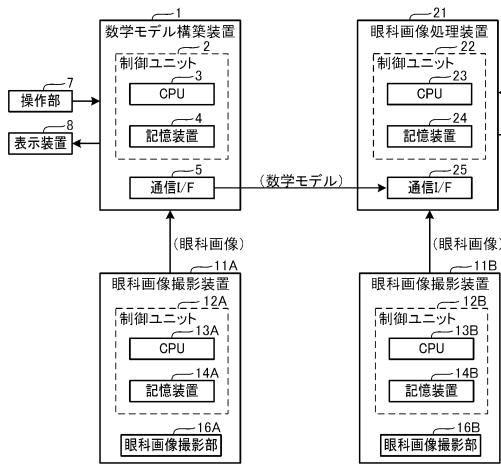 1
数学モデル構築装置
2
制御ユニット
3
CPU
4
記憶装置
5
通信I/F
7
操作部
8
表示装置
(数学モデル)
21
眼科画像処理装置
22
制御ユニット
23
CPU
24
記憶装置
25
通信I/F
(眼科画像)
11A
眼科画像撮影装置
12A
制御ユニット
13A
CPU
14A
記憶装置
16A
眼科画像撮影部
(眼科画像)
11B
眼科画像撮影装置
12B
制御ユニット
13B
CPU
14B
記憶装置
16B
眼科画像撮影部